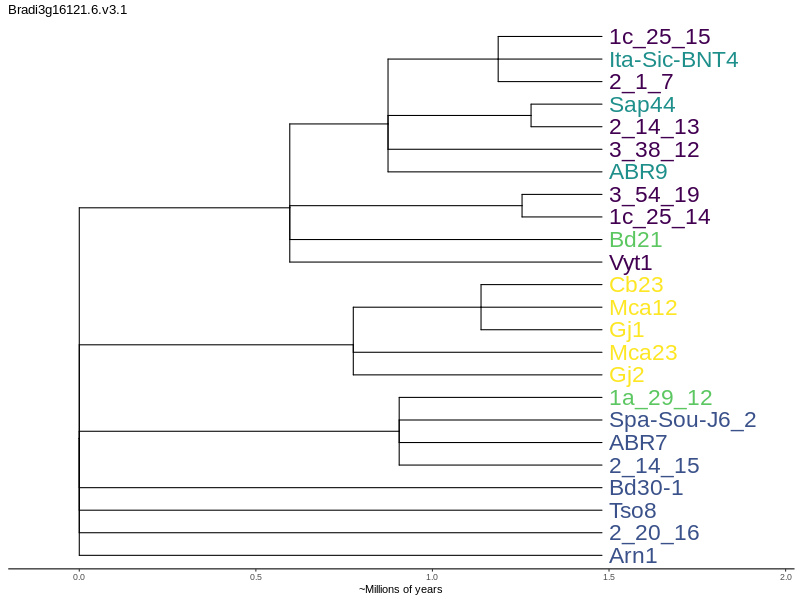 Bradi3g16121.6.v3.1
1c_25_15
Ita-Sic-BNT4
2_1_7
Sap44
2_14_13
3_38_12
ABR9
3_54_19
1c_25_14
Bd21
Vyt1
Cb23
Mca12
Gj1
Mca23
Gj2
1a_29_12
Spa-Sou-J6_2
ABR7
2_14_15
Bd30-1
Tso8
2_20_16
Arn1
0.0 0.5 1.0 1.5 2.0
~Millions of years